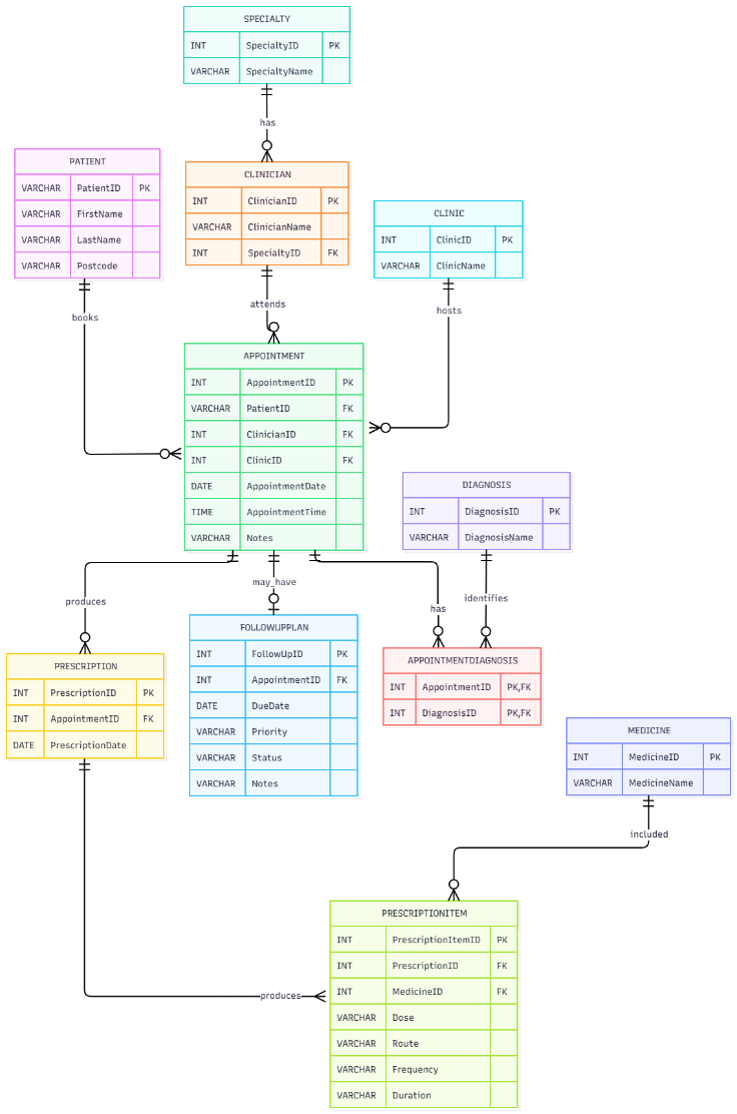 SPECIALTY
INT SpecialtyID PK
VARCHAR SpecialtyName
has
PATIENT
VARCHAR PatientID PK
VARCHAR FirstName
VARCHAR LastName
VARCHAR Postcode
CLINICIAN
INT ClinicianID PK
VARCHAR ClinicianName
INT SpecialtyID FK
CLINIC
INT ClinicID PK
VARCHAR ClinicName
books
attends
hosts
APPOINTMENT
INT AppointmentID PK
VARCHAR PatientID FK
INT ClinicianID FK
INT ClinicID FK
DATE AppointmentDate
TIME AppointmentTime
VARCHAR Notes
DIAGNOSIS
INT DiagnosisID PK
VARCHAR DiagnosisName
produces
may_have
has
identifies
PRESCRIPTION
INT PrescriptionID PK
INT AppointmentID FK
DATE PrescriptionDate
FOLLOWUPPLAN
INT FollowUpID PK
INT AppointmentID FK
DATE DueDate
VARCHAR Priority
VARCHAR Status
VARCHAR Notes
APPOINTMENTDIAGNOSIS
INT AppointmentID PK,FK
INT DiagnosisID PK,FK
MEDICINE
INT MedicineID PK
VARCHAR MedicineName
included
produces
PRESCRIPTIONITEM
INT PrescriptionItemID PK
INT PrescriptionID FK
INT MedicineID FK
VARCHAR Dose
VARCHAR Route
VARCHAR Frequency
VARCHAR Duration